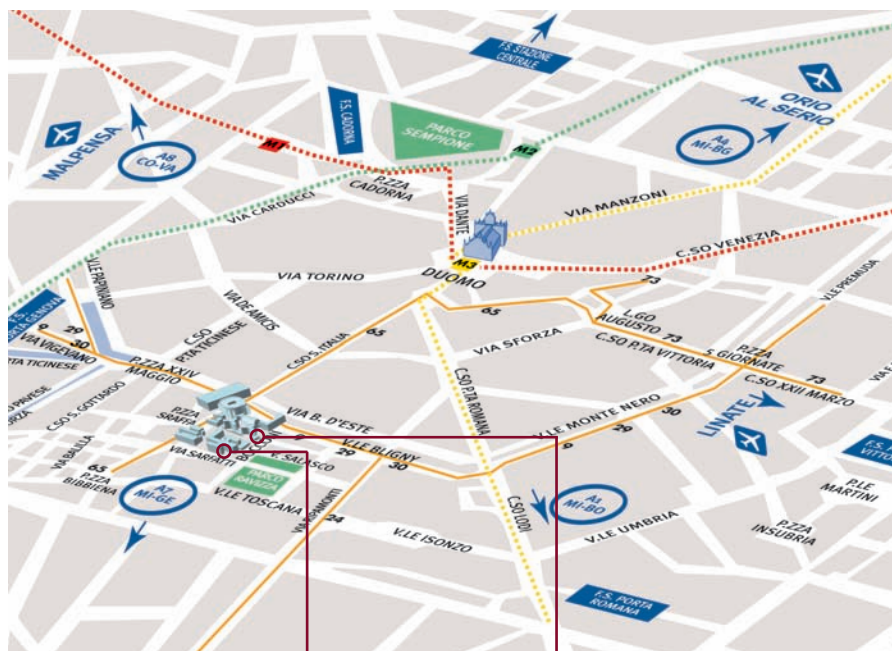 F.S. STAZIONE
CENTRALE
ORIO
AL SERIO
MALPENSA
A8
CO-VA
M1
F.S. CADORNA
PARCO
SEMPIONE
M2
A4
MI-BG
P.ZZA
CADORNA
VIA CARDUCCI
VIA DANTE
VIA MANZONI
C.SO VENEZIA
M3
DUOMO
VIA TORINO
73
V.LE PREMUDA
V.LE PAPINIANO
VIA DE AMICIS
65
65
L.GO
AUGUSTO
73
VIA SFORZA
C.SO P.TA VITTORIA
P.ZZA
5 GIORNATE
C.SO XXII MARZO
73
F.S.
9
29
30
VIA VIGEVANO
C.SO
P.TA TICINESE
C.SO S. ITALIA
C.SO P.TA ROMANA
P.ZZA XXIV
MAGGIO
C.SO S. GOTTARDO
P.ZZA
SRAFFA
VIA B. D'ESTE
9
V.LE BLIGNY
29
30
V.LE MONTE NERO
9
29
30
LINATE
VIA BALILLA
VIA SARFATTI
V. SALASCO
PARCO
RAVIZZA
65
P.ZZA
BIBBIENA
A7
MI-GE
V.LE TOSCANA
VIA RIPAMONTI
24
V.LE ISONZO
C.SO LODI
A1
MI-BO
V.LE UMBRIA
P.ZZA
INSUBRIA
P.LE
MARTINI
F.S. PORTA
ROMANA